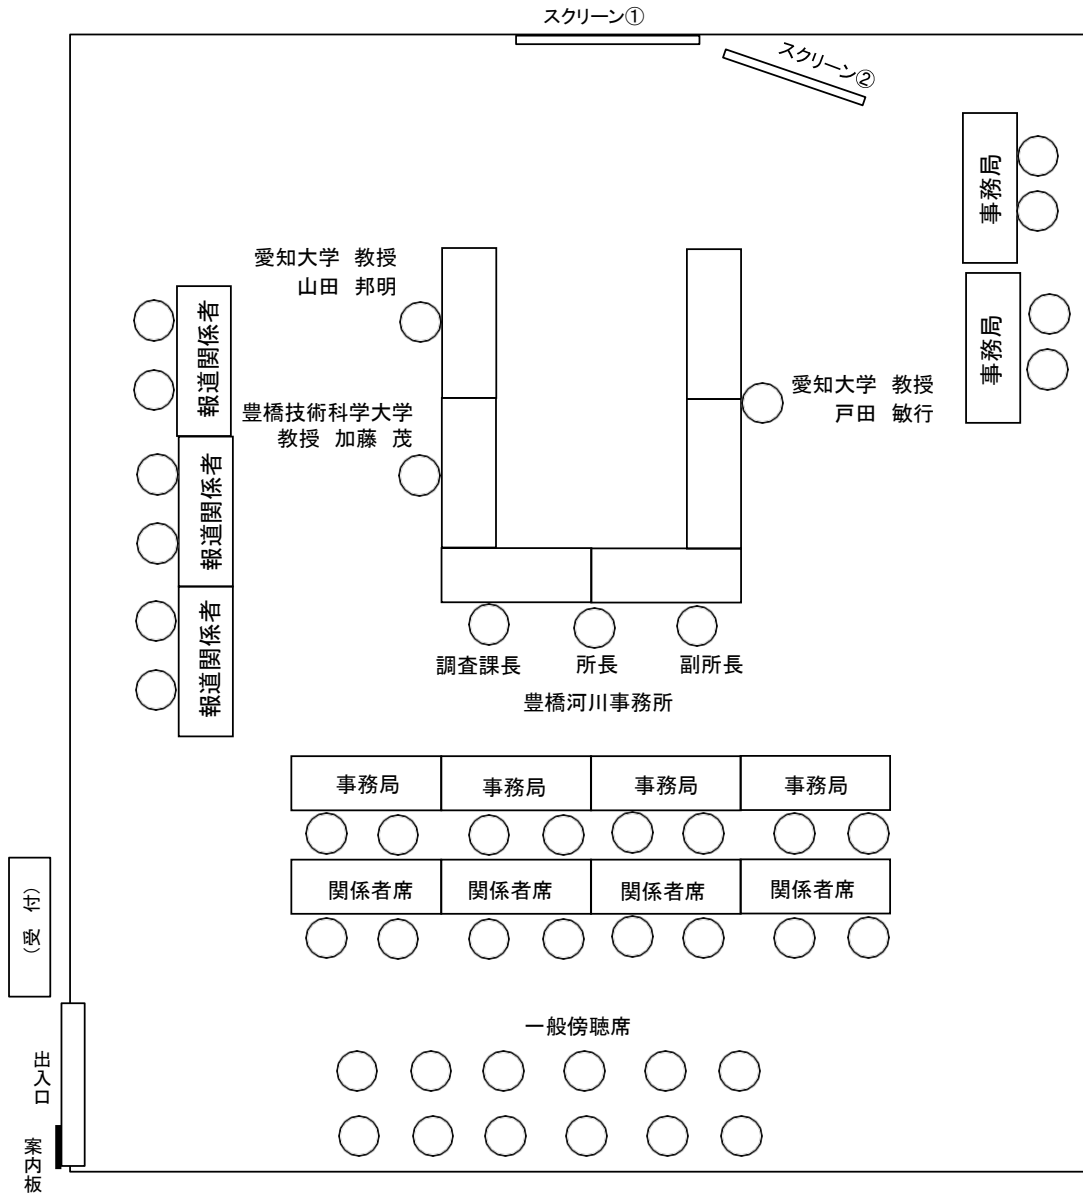 スクリーン①
スクリーン②
事務局
事務局
愛知大学 教授
山田 邦明
豊橋技術科学大学
教授 加藤 茂
愛知大学 教授
戸田 敏行
報道関係者
報道関係者
報道関係者
調査課長 所長 副所長
豊橋河川事務所
事務局 事務局 事務局 事務局
関係者席 関係者席 関係者席 関係者席
(受 付)
一般傍聴席
出入口
案内板